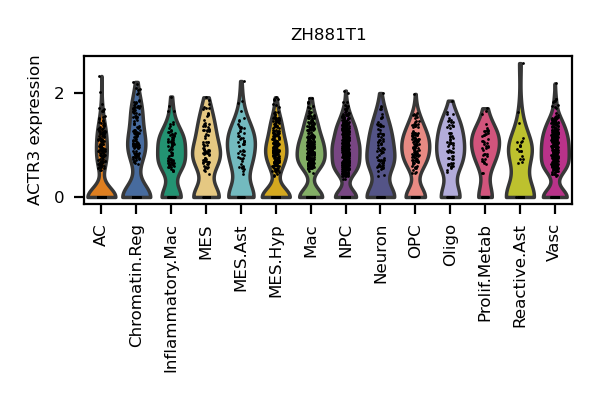 ZH881T1
ACTR3 expression
2
0
AC
Chromatin.Reg
Inflammatory.Mac
MES
MES.Ast
MES.Hyp
Mac
NPC
Neuron
OPC
Oligo
Prolif.Metab
Reactive.Ast
Vasc